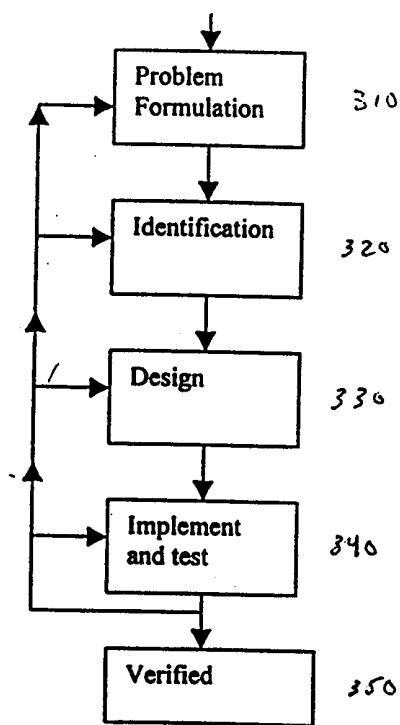 Problem
Formulation
310
Identification
320
Design
330
Implement
and test
340
Verified
350